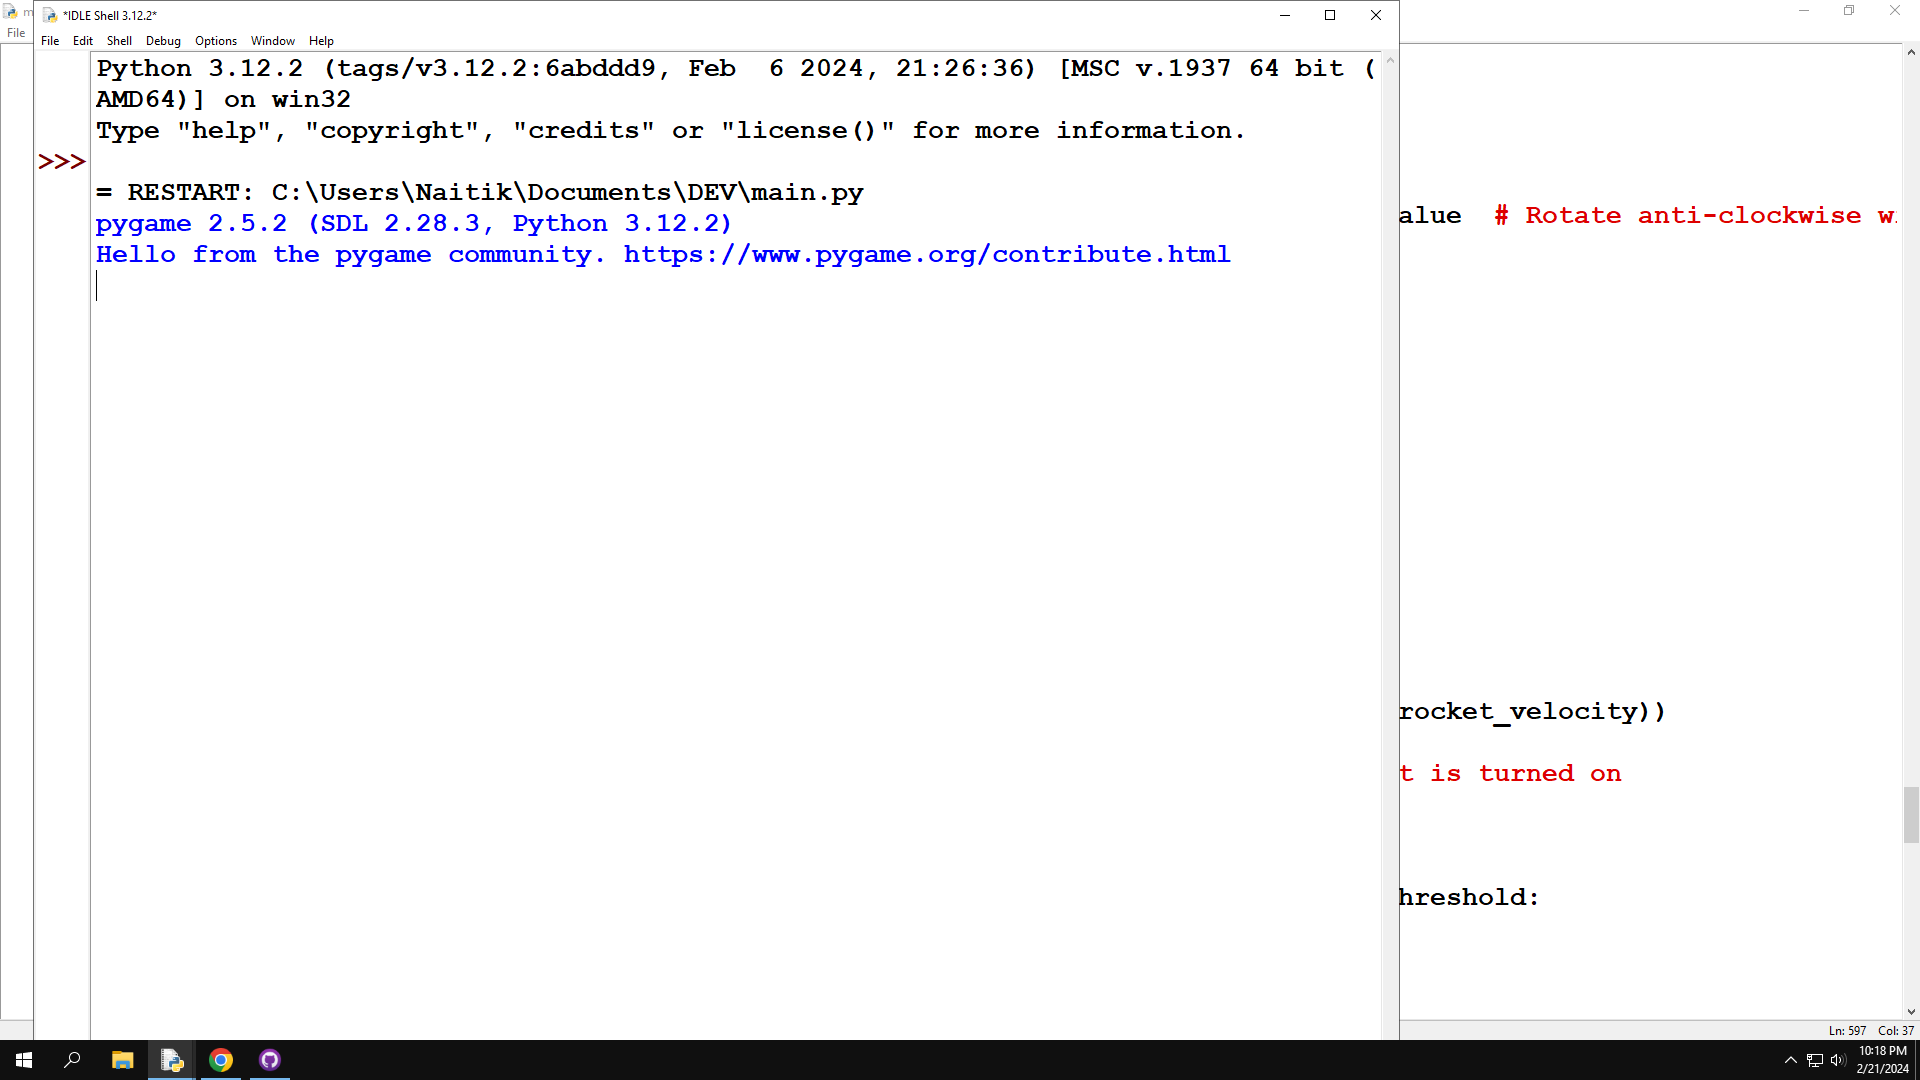 *IDLE Shell 3.12.2*
File
File Edit Shell Debug Options Window Help
Python 3.12.2 (tags/v3.12.2:6abddd9, Feb  6 2024, 21:26:36) [MSC v.1937 64 bit (
AMD64)] on win32
Type "help", "copyright", "credits" or "license()" for more information.
>>>
= RESTART: C:\Users\Naitik\Documents\DEV\main.py
pygame 2.5.2 (SDL 2.28.3, Python 3.12.2)
Hello from the pygame community. https://www.pygame.org/contribute.html
alue  # Rotate anti-clockwise w
rocket_velocity))
t is turned on
hreshold:
Ln: 597 Col: 37
10:18 PM
2/21/2024